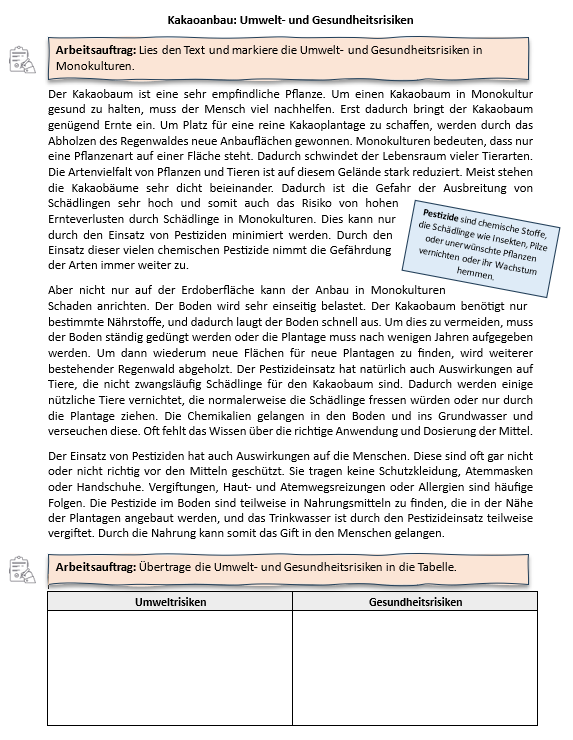 Kakaoanbau: Umwelt- und Gesundheitsrisiken
Arbeitsauftrag: Lies den Text und markiere die Umwelt- und Gesundheitsrisiken in
Monokulturen.
Der Kakaobaum ist eine sehr empfindliche Pflanze. Um einen Kakaobaum in Monokultur
gesund zu halten, muss der Mensch viel nachhelfen. Erst dadurch bringt der Kakaobaum
genügend Ernte ein. Um Platz für eine reine Kakaoplantage zu schaffen, werden durch das
Abholzen des Regenwaldes neue Anbauflächen gewonnen. Monokulturen bedeuten, dass nur
eine Pflanzenart auf einer Fläche steht. Dadurch schwindet der Lebensraum vieler Tierarten.
Die Artenvielfalt von Pflanzen und Tieren ist auf diesem Gelände stark reduziert. Meist stehen
die Kakaobäume sehr dicht beieinander. Dadurch ist die Gefahr der Ausbreitung von
Schädlingen sehr hoch und somit auch das Risiko von hohen
Ernteverlusten durch Schädlinge in Monokulturen. Dies kann nur
durch den Einsatz von Pestiziden minimiert werden. Durch den
Einsatz dieser vielen chemischen Pestizide nimmt die Gefährdung
der Arten immer weiter zu.
Pestizide sind chemische Stoffe,
die Schädlinge wie Insekten, Pilze
oder unerwünschte Pflanzen
vernichten oder ihr Wachstum
hemmen.
Aber nicht nur auf der Erdoberfläche kann der Anbau in Monokulturen
Schaden anrichten. Der Boden wird sehr einseitig belastet. Der Kakaobaum benötigt nur
bestimmte Nährstoffe, und dadurch laugt der Boden schnell aus. Um dies zu vermeiden, muss
der Boden ständig gedüngt werden oder die Plantage muss nach wenigen Jahren aufgegeben
werden. Um dann wiederum neue Flächen für neue Plantagen zu finden, wird weiterer
bestehender Regenwald abgeholzt. Der Pestizideinsatz hat natürlich auch Auswirkungen auf
Tiere, die nicht zwangsläufig Schädlinge für den Kakaobaum sind. Dadurch werden einige
nützliche Tiere vernichtet, die normalerweise die Schädlinge fressen würden oder nur durch
die Plantage ziehen. Die Chemikalien gelangen in den Boden und ins Grundwasser und
verseuchen diese. Oft fehlt das Wissen über die richtige Anwendung und Dosierung der Mittel.
Der Einsatz von Pestiziden hat auch Auswirkungen auf die Menschen. Diese sind oft gar nicht
oder nicht richtig vor den Mitteln geschützt. Sie tragen keine Schutzkleidung, Atemmasken
oder Handschuhe. Vergiftungen, Haut- und Atemwegsreizungen oder Allergien sind häufige
Folgen. Die Pestizide im Boden sind teilweise in Nahrungsmitteln zu finden, die in der Nähe
der Plantagen angebaut werden, und das Trinkwasser ist durch den Pestizideinsatz teilweise
vergiftet. Durch die Nahrung kann somit das Gift in den Menschen gelangen.
Arbeitsauftrag: Übertrage die Umwelt- und Gesundheitsrisiken in die Tabelle.
Umweltrisiken
Gesundheitsrisiken